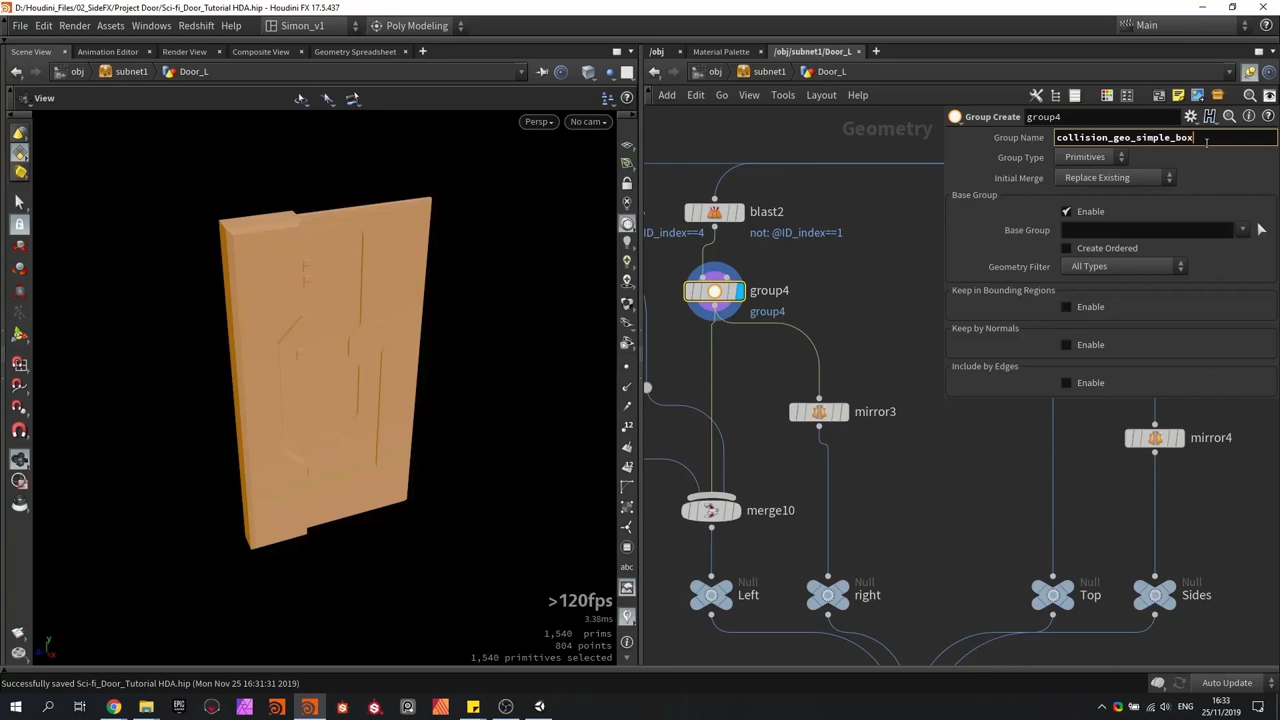 D:/Houdini_Files/02_SideFX/Project Door/Sci-fi_Door_Tutorial HDA.hip - Houdini FX 17.5.437
File Edit Render Assets Windows Redshift Help Simon_v1 Poly Modeling Main
Scene View Animation Editor Render View Composite View Geometry Spreadsheet
/obj Material Palette /obj/subnet1/Door_L
obj subnet1 Door_L
obj subnet1 Door_L
View
Add Edit Go View Tools Layout Help
Persp No cam
Geometry
Group Create group4
Group Name collision_geo_simple_box
Group Type Primitives
Initial Merge Replace Existing
Base Group
Enable
Base Group
Create Ordered
Geometry Filter All Types
Keep in Bounding Regions
Enable
Keep by Normals
Enable
Include by Edges
Enable
blast2
ID_index==4 not: @ID_index==1
group4
group4
mirror3
mirror4
merge10
Null
Left
Null
right
Null
Top
Null
Sides
12
12
abc
>120fps
3.38ms
1,540 prims
804 points
1,540 primitives selected
y
Successfully saved Sci-fi_Door_Tutorial HDA.hip (Mon Nov 25 16:31:31 2019)
Auto Update
ENG
16:33
25/11/2019